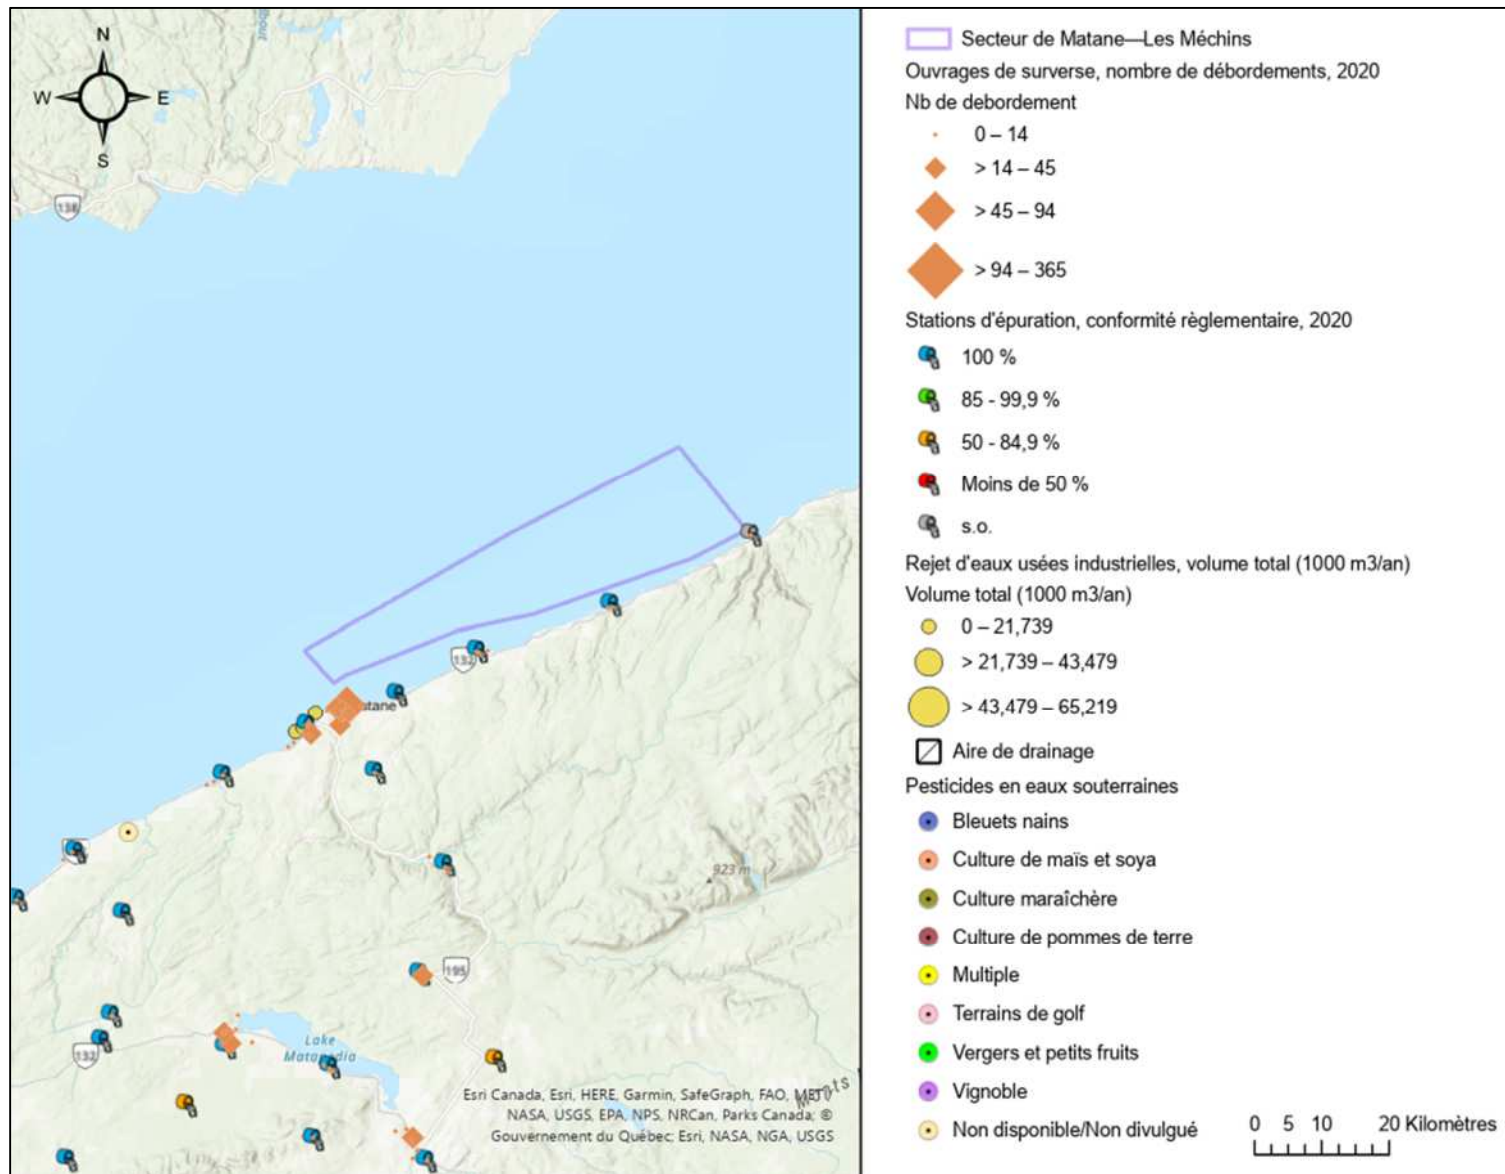 N
W E
S
138
132
atane
923 m
195
Lake
Matapedia
132
Esri Canada, Esri, HERE, Garmin, SafeGraph, FAO, METI/
NASA, USGS, EPA, NPS, NRCan, Parks Canada; ©
Gouvernement du Québec; Esri, NASA, NGA, USGS
Secteur de Matane—Les Méchins
Ouvrages de surverse, nombre de débordements, 2020
Nb de debordement
0 – 14
> 14 – 45
> 45 – 94
> 94 – 365
Stations d'épuration, conformité règlementaire, 2020
100 %
85 - 99,9 %
50 - 84,9 %
Moins de 50 %
s.o.
Rejet d'eaux usées industrielles, volume total (1000 m3/an)
Volume total (1000 m3/an)
0 – 21,739
> 21,739 – 43,479
> 43,479 – 65,219
Aire de drainage
Pesticides en eaux souterraines
Bleuets nains
Culture de maïs et soya
Culture maraîchère
Culture de pommes de terre
Multiple
Terrains de golf
Vergers et petits fruits
Vignoble
Non disponible/Non divulgué
0 5 10 20 Kilomètres